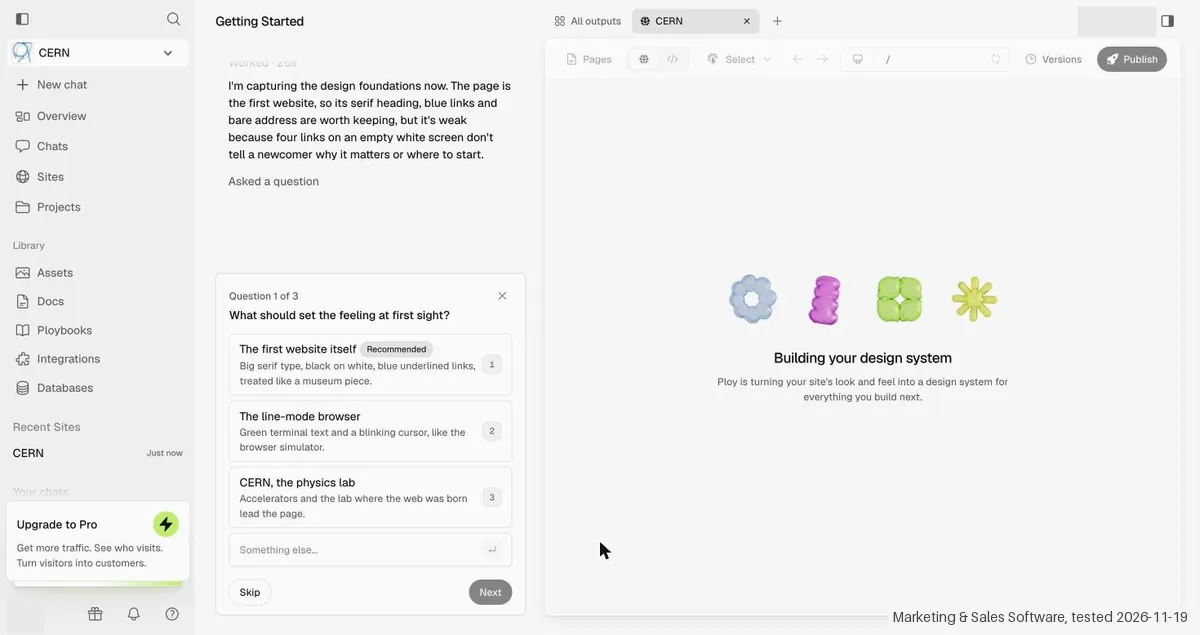 CERN
New chat
Overview
Chats
Sites
Projects
Library
Assets
Docs
Playbooks
Integrations
Databases
Recent Sites
CERN
Just now
Your chats
Upgrade to Pro
Get more traffic. See who visits.
Turn visitors into customers.
Getting Started
Worked · 26s
I'm capturing the design foundations now. The page is
the first website, so its serif heading, blue links and
bare address are worth keeping, but it's weak
because four links on an empty white screen don't
tell a newcomer why it matters or where to start.
Asked a question
Question 1 of 3
What should set the feeling at first sight?
The first website itself Recommended
Big serif type, black on white, blue underlined links,
treated like a museum piece.
1
The line-mode browser
Green terminal text and a blinking cursor, like the
browser simulator.
2
CERN, the physics lab
Accelerators and the lab where the web was born
lead the page.
3
Something else...
Skip
Next
All outputs
CERN
Pages
Select
/
Versions
Publish
Building your design system
Ploy is turning your site's look and feel into a design system for
everything you build next.
Marketing & Sales Software, tested 2026-11-19